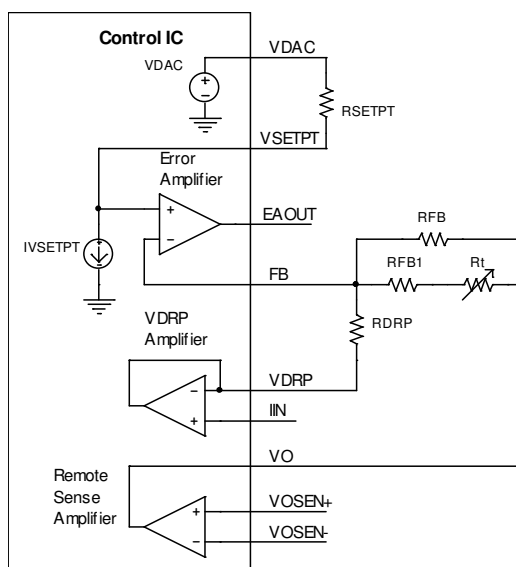 Control IC
VDAC
VDAC
+
−
RSETPT
VSETPT
Error
Amplifier
+
−
EAOUT
IVSETPT
RFB
FB
RFB1
Rt
RDRP
VDRP
Amplifier
VDRP
−
+
IIN
VO
Remote
Sense
Amplifier
VOSEN+
+
VOSEN-
−